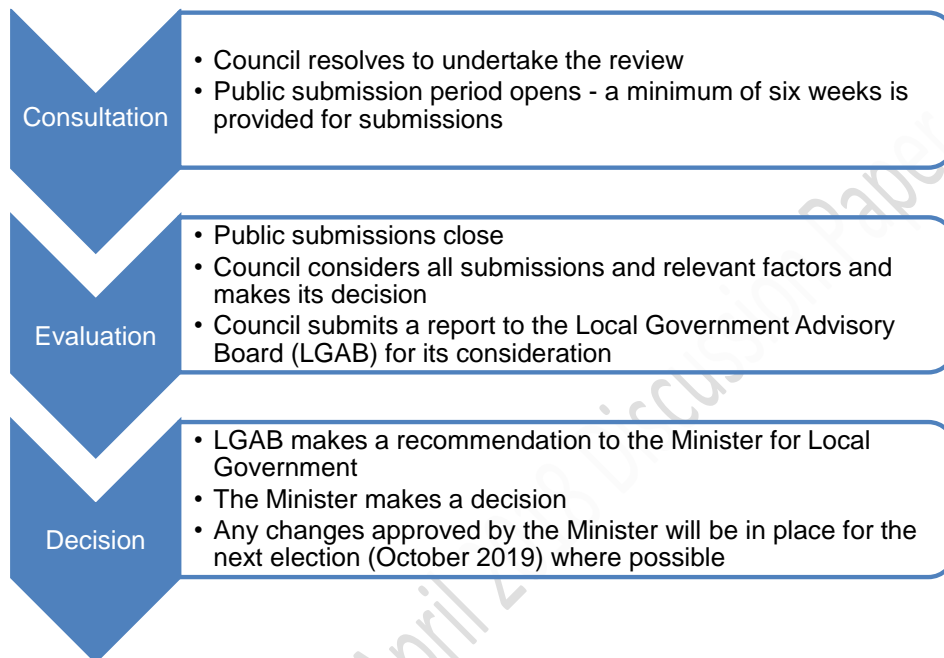 Consultation
• Council resolves to undertake the review
• Public submission period opens - a minimum of six weeks is
provided for submissions
Evaluation
• Public submissions close
• Council considers all submissions and relevant factors and
makes its decision
• Council submits a report to the Local Government Advisory
Board (LGAB) for its consideration
Decision
• LGAB makes a recommendation to the Minister for Local
Government
• The Minister makes a decision
• Any changes approved by the Minister will be in place for the
next election (October 2019) where possible
Discussion Paper